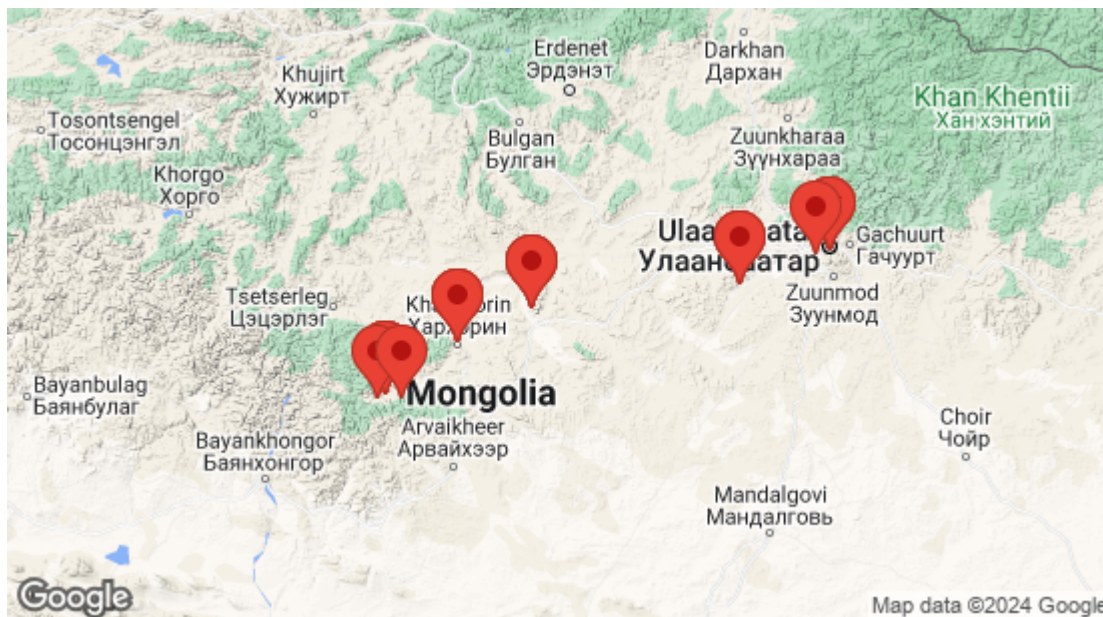 Erdenet
Эрдэнэт
Darkhan
Дархан
Khujirt
Хужирт
Khan Khentii
Хан хэнтий
Tosontsengel
Тосонцэнгэл
Bulgan
Булган
Zuunkharaa
Зүүнхараа
Khorgo
Хорго
Gachuurt
Гачуурт
Zuunmod
Зуунмод
Tsetserleg
Цэцэрлэг
Mongolia
Bayanbulag
Баянбулаг
Arvaikheer
Арвайхээр
Bayankhongor
Баянхонгор
Choir
Чойр
Mandalgovi
Мандалговь
Google
Map data ©2024 Google